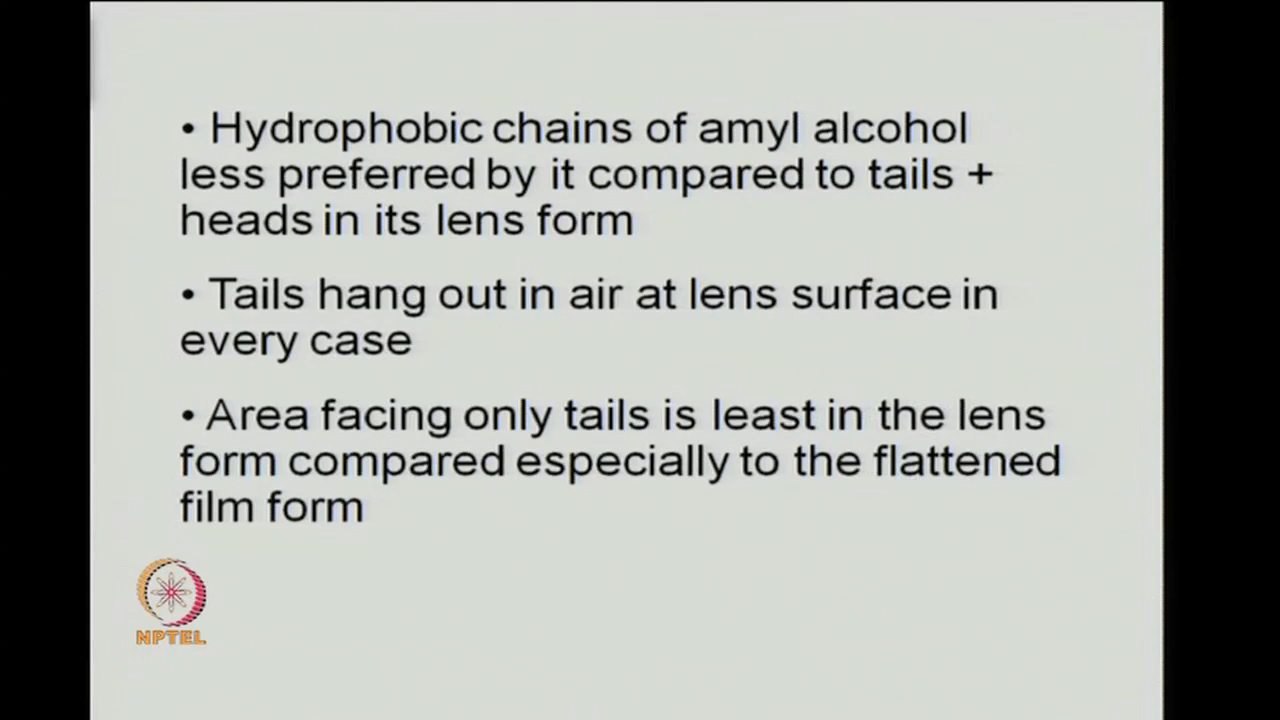 • Hydrophobic chains of amyl alcohol
less preferred by it compared to tails +
heads in its lens form
• Tails hang out in air at lens surface in
every case
• Area facing only tails is least in the lens
form compared especially to the flattened
film form
NPTEL